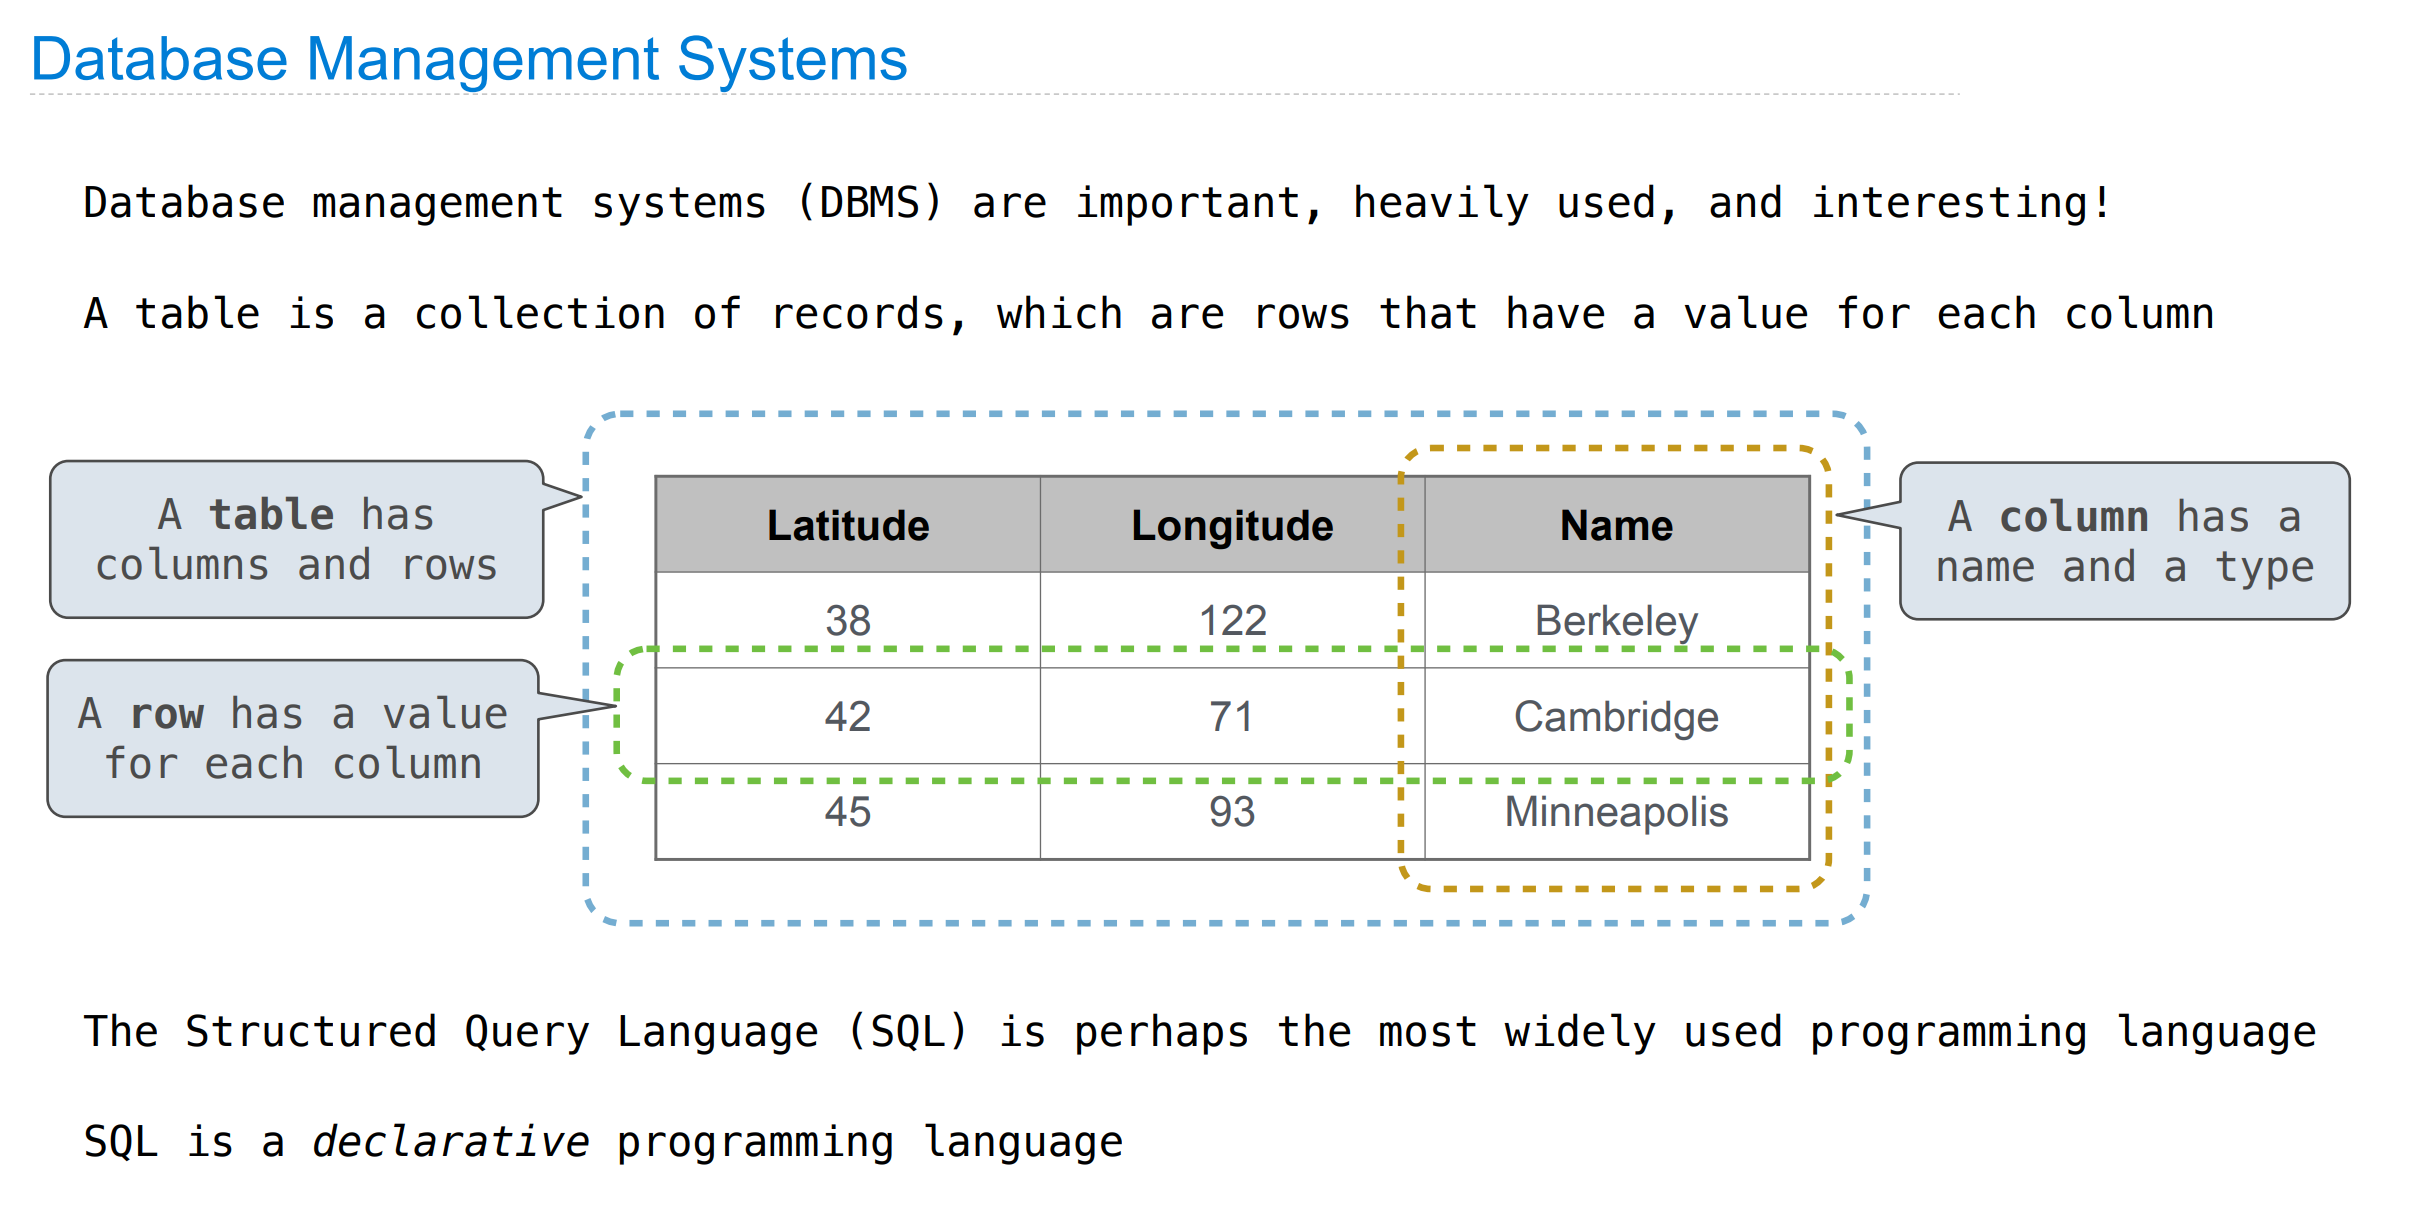 Database Management Systems
Database management systems (DBMS) are important, heavily used, and interesting!
A table is a collection of records, which are rows that have a value for each column
A table has
columns and rows
A row has a value
for each column
Latitude Longitude Name
38 122 Berkeley
42 71 Cambridge
45 93 Minneapolis
A column has a
name and a type
The Structured Query Language (SQL) is perhaps the most widely used programming language
SQL is a declarative programming language